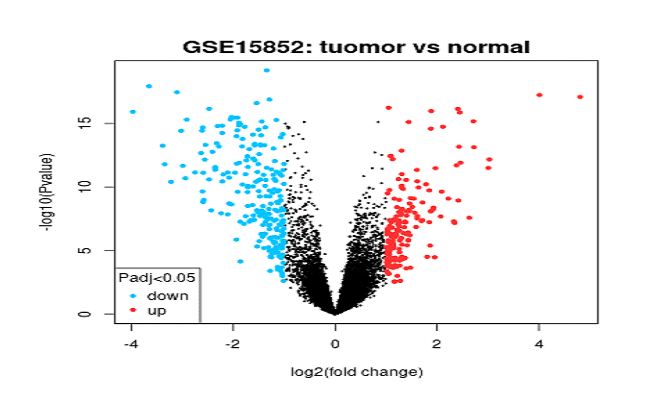 GSE15852: tuomor vs normal
-log10(Pvalue)
15
10
5
0
Padj<0.05
down
up
-4 -2 0 2 4
log2(fold change)